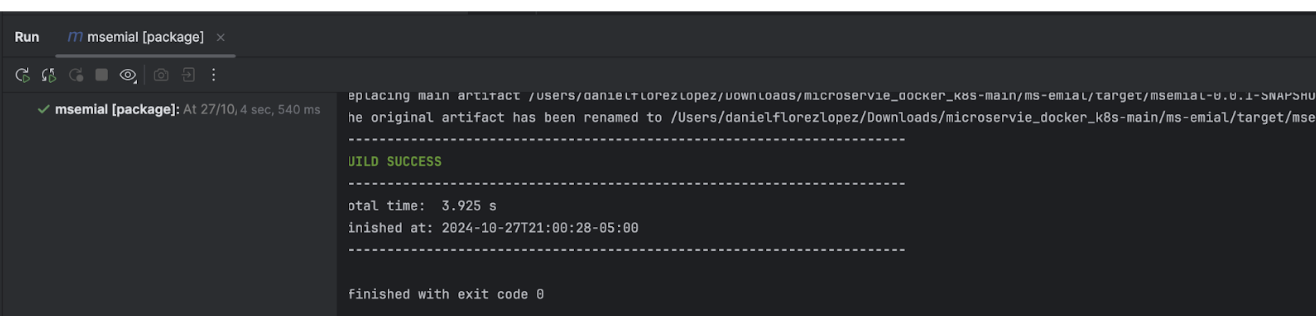 Run msemial [package] ×
msemial [package]: At 27/10, 4 sec, 540 ms
eplacing main artifact /Users/danielflorezlopez/Downloads/microservie_docker_k8s-main/ms-emial/target/msemial-0.0.1-SNAPSHO
he original artifact has been renamed to /Users/danielflorezlopez/Downloads/microservie_docker_k8s-main/ms-emial/target/mse
------------------------------------------------------------------------
UILD SUCCESS
------------------------------------------------------------------------
otal time:  3.925 s
inished at: 2024-10-27T21:00:28-05:00
------------------------------------------------------------------------
finished with exit code 0